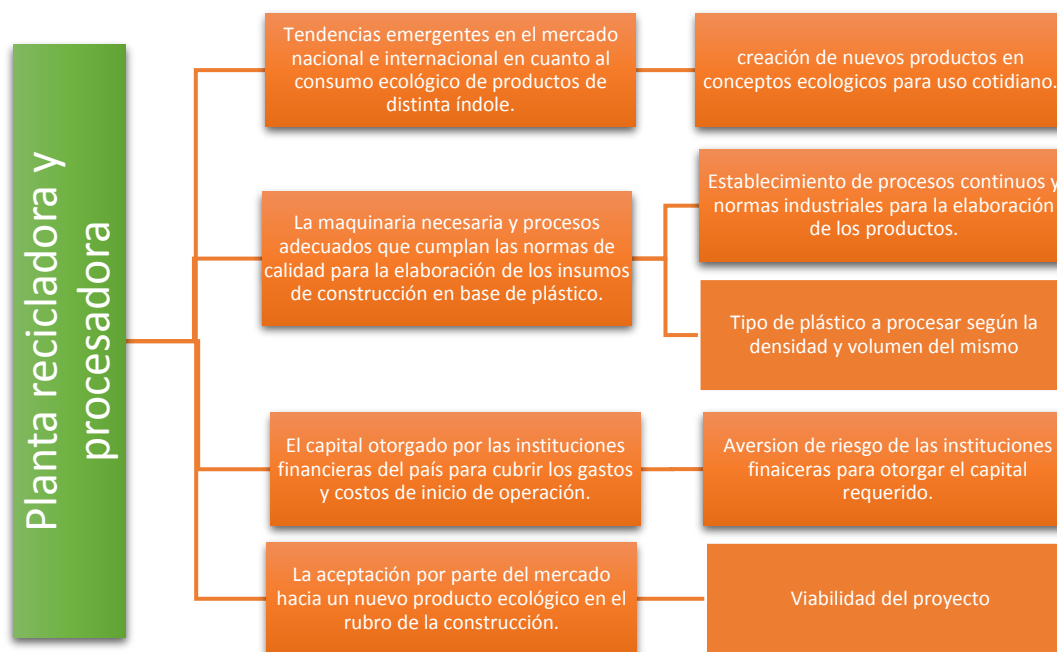 Planta recicladora y
procesadora
Tendencias emergentes en el mercado
nacional e internacional en cuanto al
consumo ecológico de productos de
distinta índole.
creación de nuevos productos en
conceptos ecologicos para uso cotidiano.
La maquinaria necesaria y procesos
adecuados que cumplan las normas de
calidad para la elaboración de los insumos
de construcción en base de plástico.
Establecimiento de procesos continuos y
normas industriales para la elaboración
de los productos.
Tipo de plástico a procesar según la
densidad y volumen del mismo
El capital otorgado por las instituciones
financieras del país para cubrir los gastos
y costos de inicio de operación.
Aversion de riesgo de las instituciones
finaiceras para otorgar el capital
requerido.
La aceptación por parte del mercado
hacia un nuevo producto ecológico en el
rubro de la construcción.
Viabilidad del proyecto